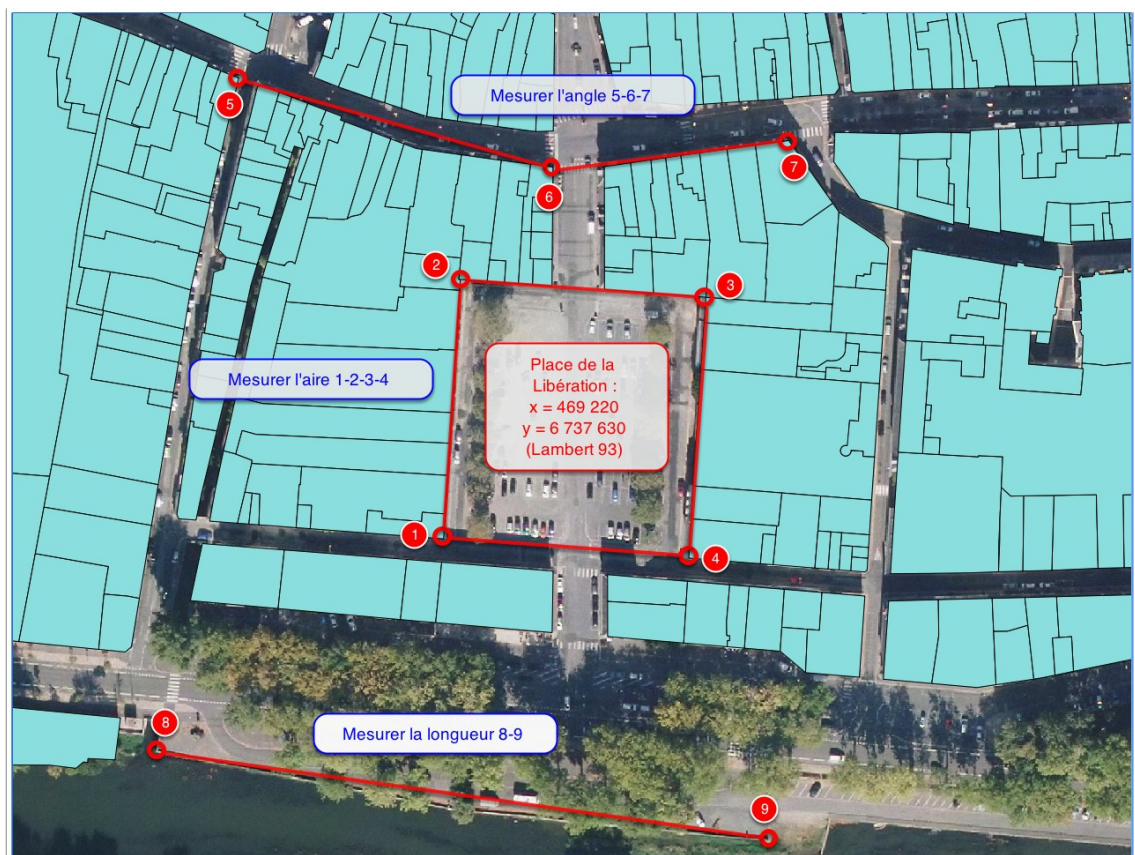 Mesurer l'angle 5-6-7
5
6
7
2
3
Place de la
Libération :
x = 469 220
y = 6 737 630
(Lambert 93)
Mesurer l'aire 1-2-3-4
1
4
8
Mesurer la longueur 8-9
9